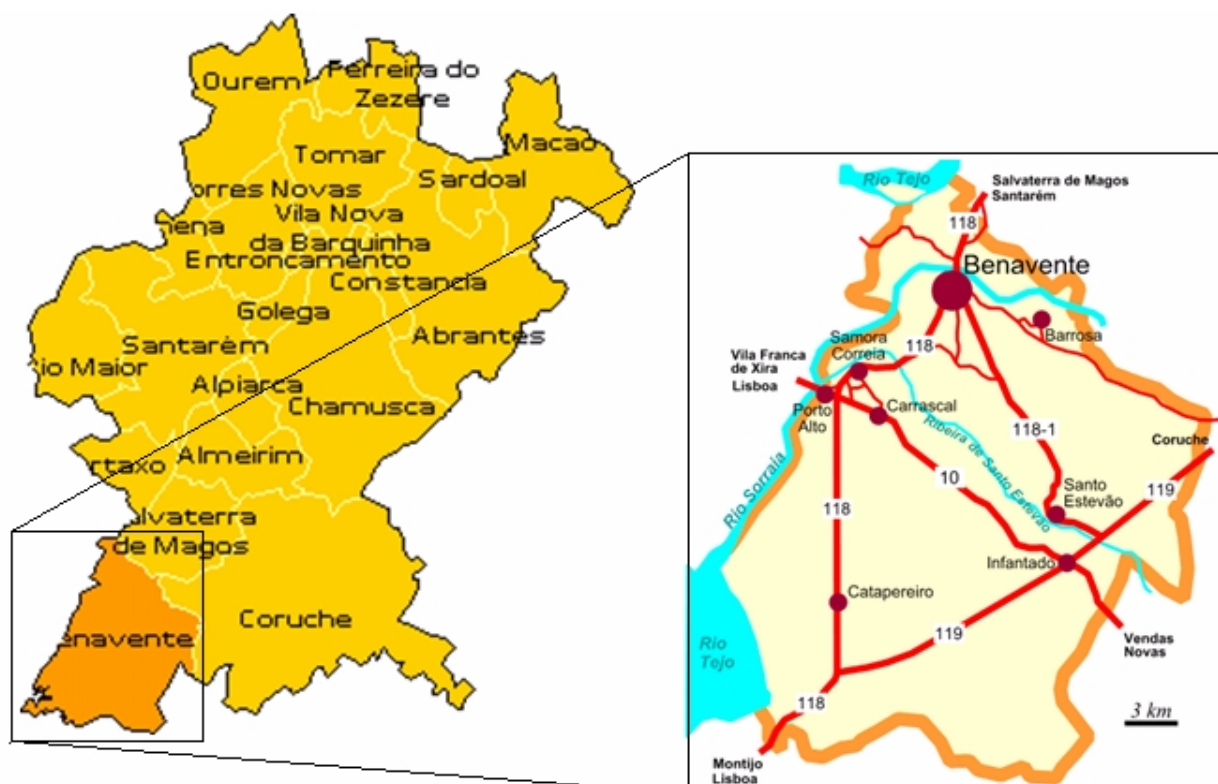 Ourem
Ferreira do
Zezere
Macao
Tomar
Sardoal
orres Novas
Vila Nova
da Barquinha
nena
Entroncamento
Constancia
Golega
Abrantes
Santarém
io Maior
Alpiarca
Chamusca
Almeirim
rtaxo
alvaterra
de Magos
Coruche
enavente
Rio Tejo
Salvaterra de Magos
Santarém
118
Benavente
Barrosa
Samora
Correia
118
Vila Franca
de Xira
Lisboa
Porto
Alto
Carrascal
118-1
Coruche
Ribeira de Santo Estevão
Rio Sorraia
10
119
Santo
Estevão
118
Infantado
Catapereiro
119
Vendas
Novas
Rio
Tejo
118
3 km
Montijo
Lisboa